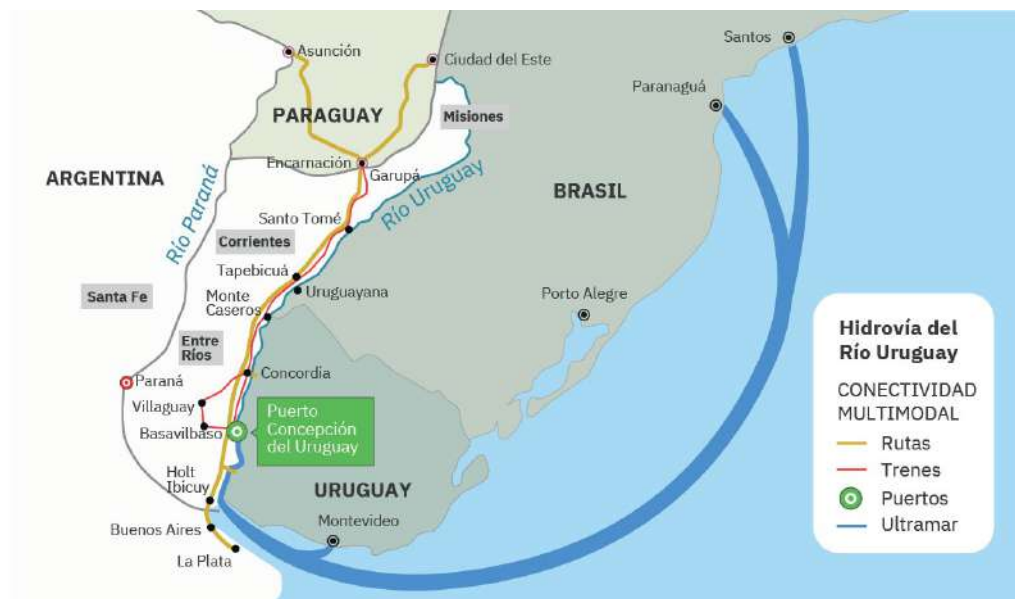 Asunción
Ciudad del Este
Santos
PARAGUAY
Misiones
Paranaguá
Encarnación
Garupá
ARGENTINA
Río Paraná
Río Uruguay
BRASIL
Santo Tomé
Corrientes
Tapebicuá
Uruguayana
Santa Fe
Monte
Caseros
Porto Alegre
Entre
Ríos
Concordia
Paraná
Villaguay
Basavilbaso
Puerto
Concepción
del Uruguay
Holt
Ibicuy
URUGUAY
Montevideo
Buenos Aires
La Plata
Hidrovía del
Río Uruguay
CONECTIVIDAD
MULTIMODAL
Rutas
Trenes
Puertos
Ultramar